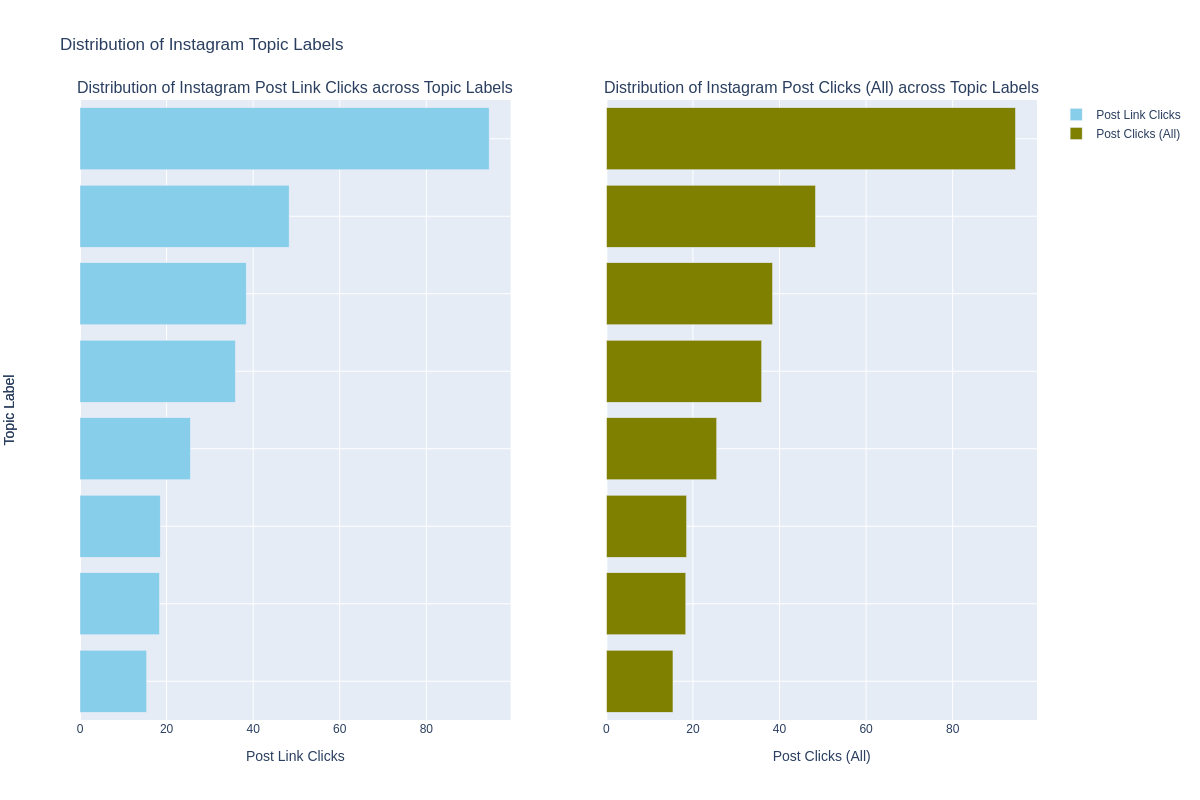 Distribution of Instagram Topic Labels
Distribution of Instagram Post Link Clicks across Topic Labels
Distribution of Instagram Post Clicks (All) across Topic Labels
Post Link Clicks
Post Clicks (All)
Topic Label
0 20 40 60 80
0 20 40 60 80
Post Link Clicks
Post Clicks (All)